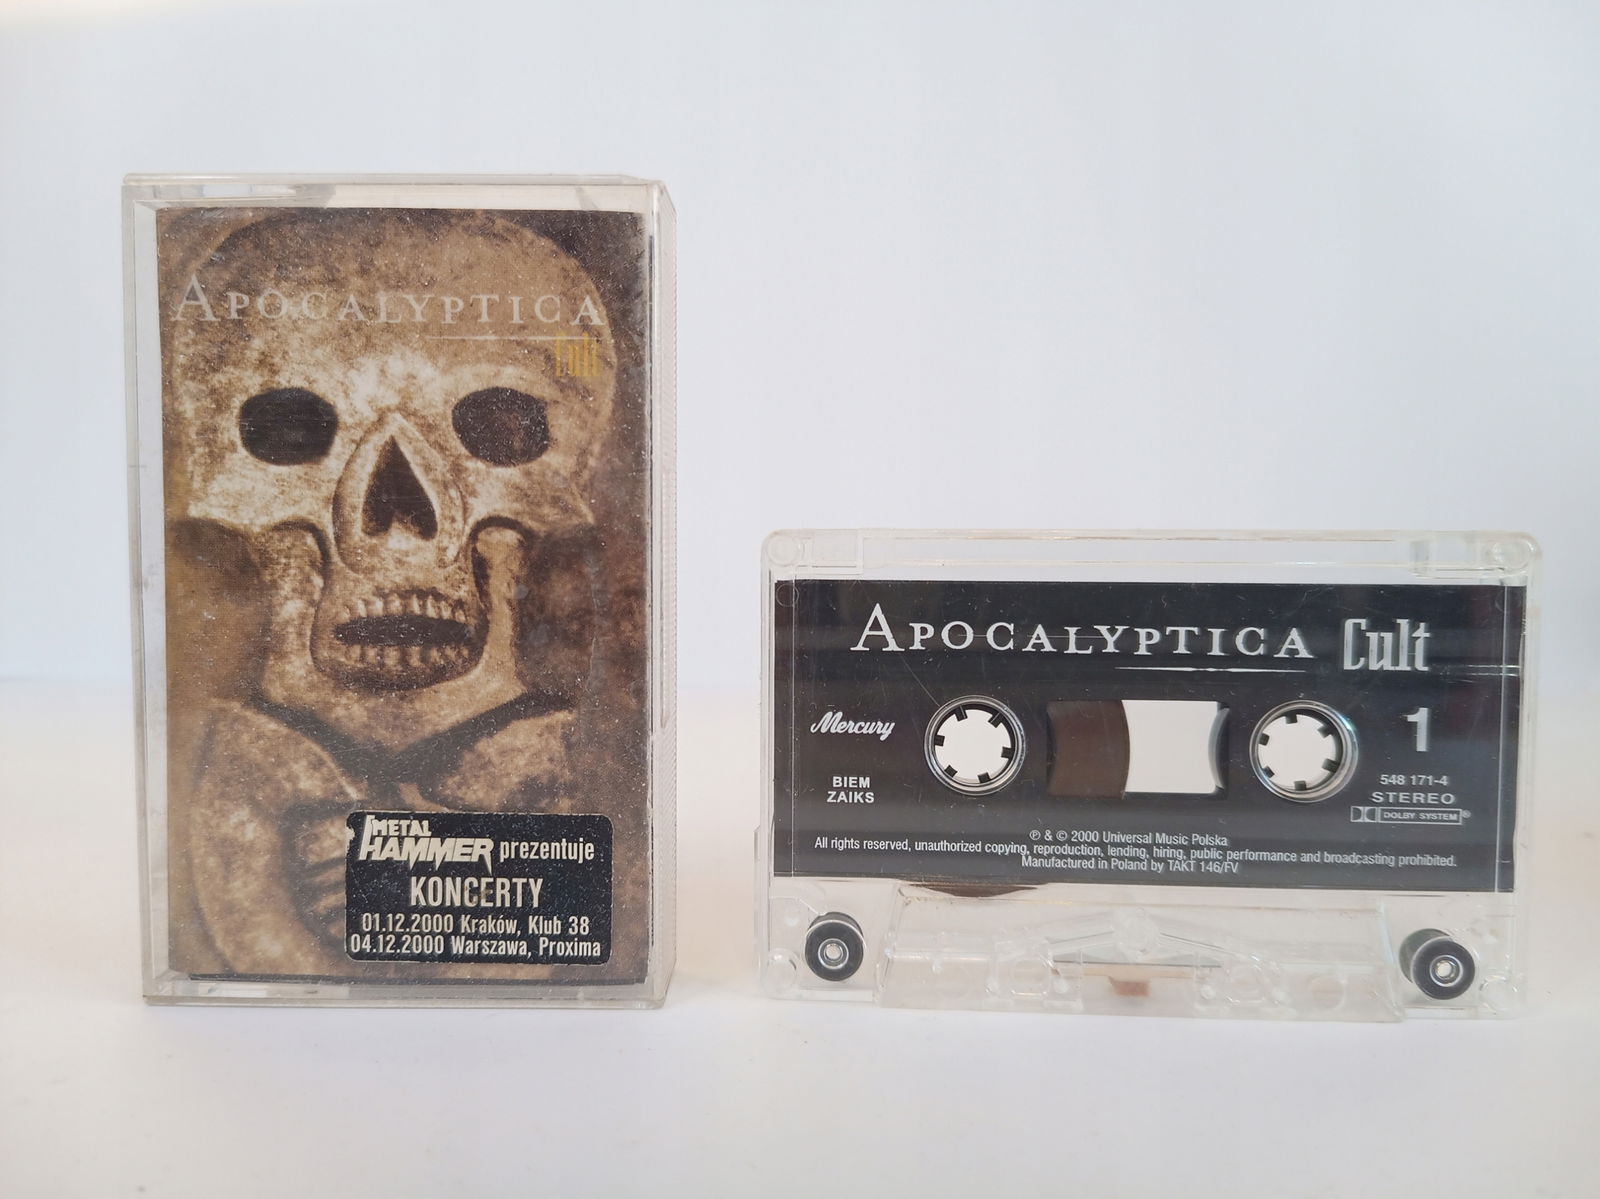 APOCALYPTICA
Cult
METAL
HAMMER prezentuje
KONCERTY
01.12.2000 Kraków, Klub 38
04.12.2000 Warszawa, Proxima
APOCALYPTICA Cult
Mercury
1
BIEM
ZAIKS
548 171-4
STEREO
DOLBY SYSTEM®
℗ & © 2000 Universal Music Polska
All rights reserved, unauthorized copying, reproduction, lending, hiring, public performance and broadcasting prohibited.
Manufactured in Poland by TAKT 146/FV